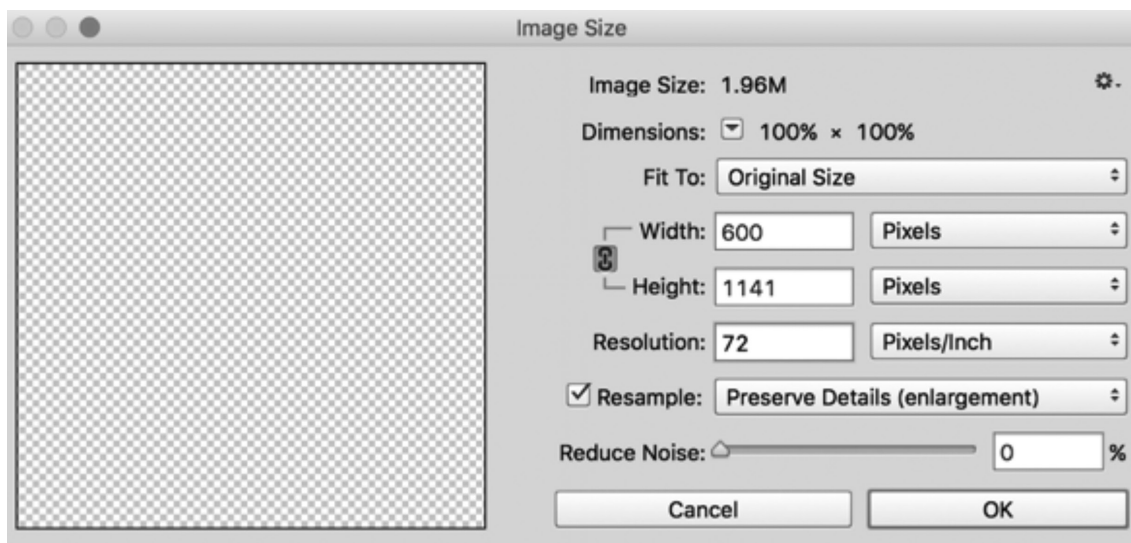 Image Size
Image Size: 1.96M
Dimensions: 100% × 100%
Fit To: Original Size
Width: 600 Pixels
Height: 1141 Pixels
Resolution: 72 Pixels/Inch
Resample: Preserve Details (enlargement)
Reduce Noise: 0 %
Cancel OK